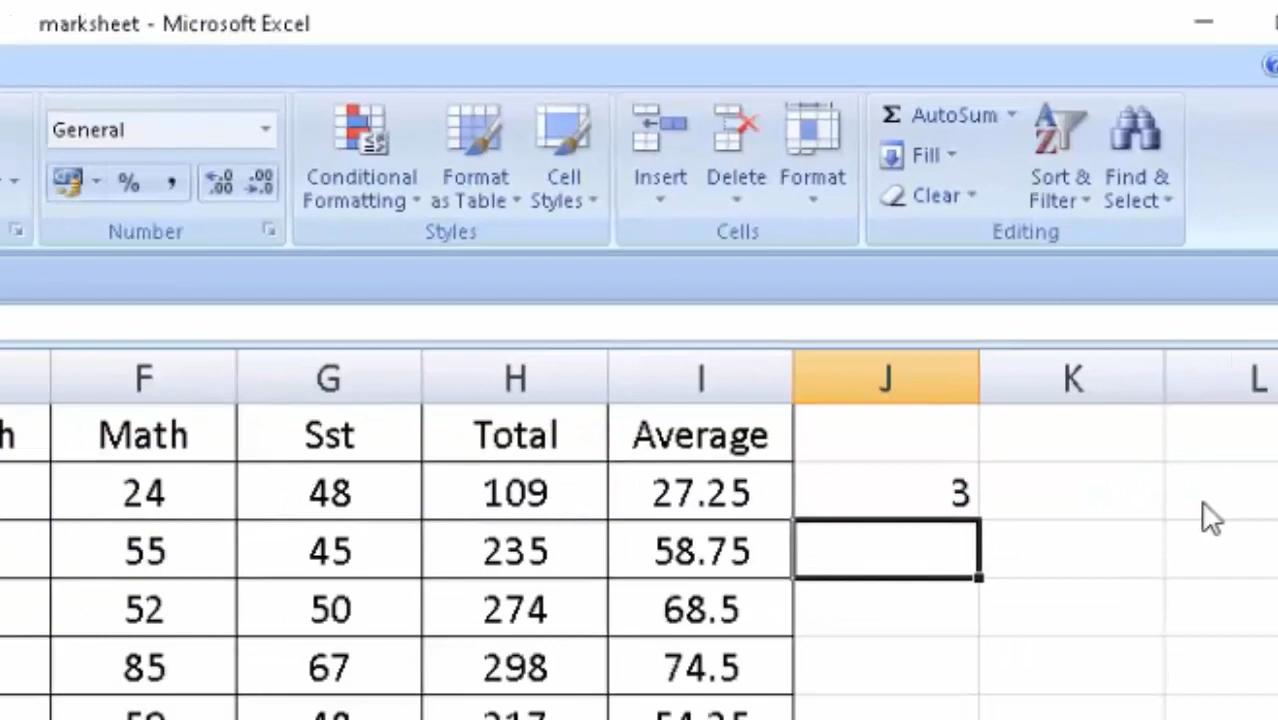 marksheet - Microsoft Excel
General
% ,
.00 .00
Conditional Formatting
Format as Table
Cell Styles
Insert
Delete
Format
Σ AutoSum
Fill
Clear
Sort & Filter
Find & Select
Number
Styles
Cells
Editing
F G H I J K L
h Math Sst Total Average
24 48 109 27.25 3
55 45 235 58.75
52 50 274 68.5
85 67 298 74.5